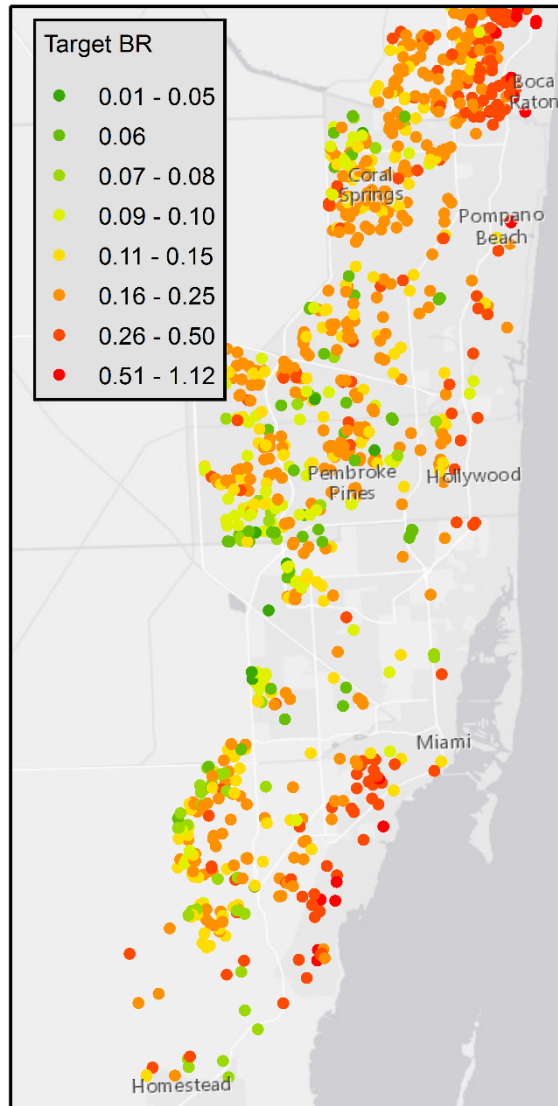 Target BR
0.01 - 0.05
0.06
0.07 - 0.08
0.09 - 0.10
0.11 - 0.15
0.16 - 0.25
0.26 - 0.50
0.51 - 1.12
Boca
Raton
Coral
Springs
Pompano
Beach
Pembroke
Pines
Hollywood
Miami
Homestead